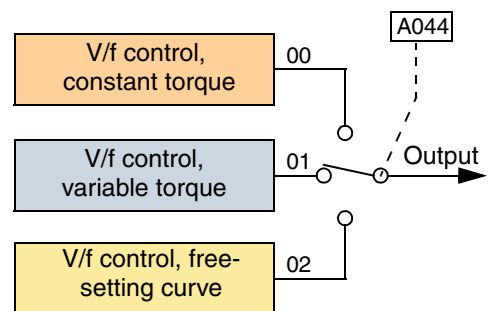 A044
V/f control,
constant torque
00
V/f control,
variable torque
01
Output
V/f control, free-
setting curve
02